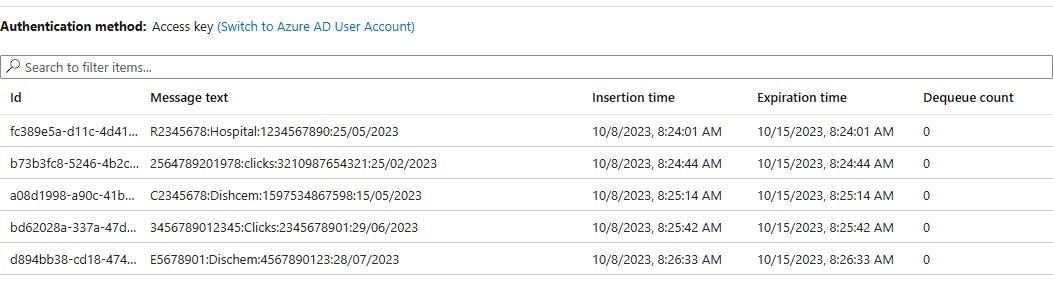 Authentication method: Access key (Switch to Azure AD User Account)
Search to filter items...
Id Message text Insertion time Expiration time Dequeue count
fc389e5a-d11c-4d41... R2345678:Hospital:1234567890:25/05/2023 10/8/2023, 8:24:01 AM 10/15/2023, 8:24:01 AM 0
b73b3fc8-5246-4b2c... 2564789201978:clicks:3210987654321:25/02/2023 10/8/2023, 8:24:44 AM 10/15/2023, 8:24:44 AM 0
a08d1998-a90c-41b... C2345678:Dishcem:1597534867598:15/05/2023 10/8/2023, 8:25:14 AM 10/15/2023, 8:25:14 AM 0
bd62028a-337a-47d... 3456789012345:Clicks:2345678901:29/06/2023 10/8/2023, 8:25:42 AM 10/15/2023, 8:25:42 AM 0
d894bb38-cd18-474... E5678901:Dischem:4567890123:28/07/2023 10/8/2023, 8:26:33 AM 10/15/2023, 8:26:33 AM 0